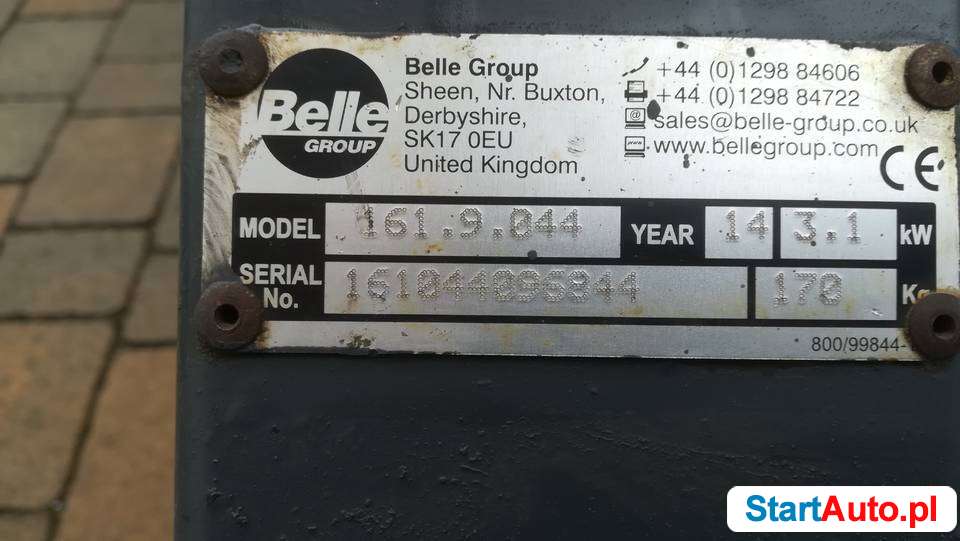 Belle
GROUP
Belle Group
Sheen, Nr. Buxton,
Derbyshire,
SK17 0EU
United Kingdom
+44 (0)1298 84606
+44 (0)1298 84722
sales@belle-group.co.uk
www.bellegroup.com
CE
MODEL 161.9.044 YEAR 14 3.1 kW
SERIAL No. 161044096844 170 Kg
800/99844-
StartAuto.pl